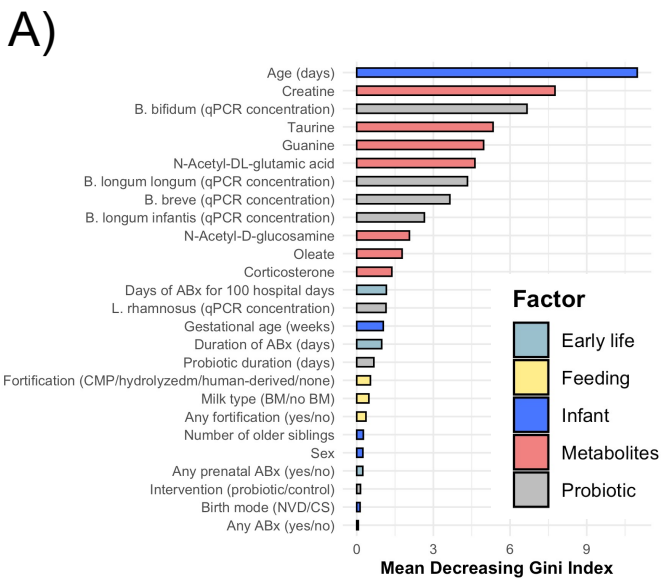 A)
Age (days)
Creatine
B. bifidum (qPCR concentration)
Taurine
Guanine
N-Acetyl-DL-glutamic acid
B. longum longum (qPCR concentration)
B. breve (qPCR concentration)
B. longum infantis (qPCR concentration)
N-Acetyl-D-glucosamine
Oleate
Corticosterone
Days of ABx for 100 hospital days
L. rhamnosus (qPCR concentration)
Gestational age (weeks)
Duration of ABx (days)
Probiotic duration (days)
Fortification (CMP/hydrolyzedm/human-derived/none)
Milk type (BM/no BM)
Any fortification (yes/no)
Number of older siblings
Sex
Any prenatal ABx (yes/no)
Intervention (probiotic/control)
Birth mode (NVD/CS)
Any ABx (yes/no)
0 3 6 9
Mean Decreasing Gini Index
Factor
Early life
Feeding
Infant
Metabolites
Probiotic